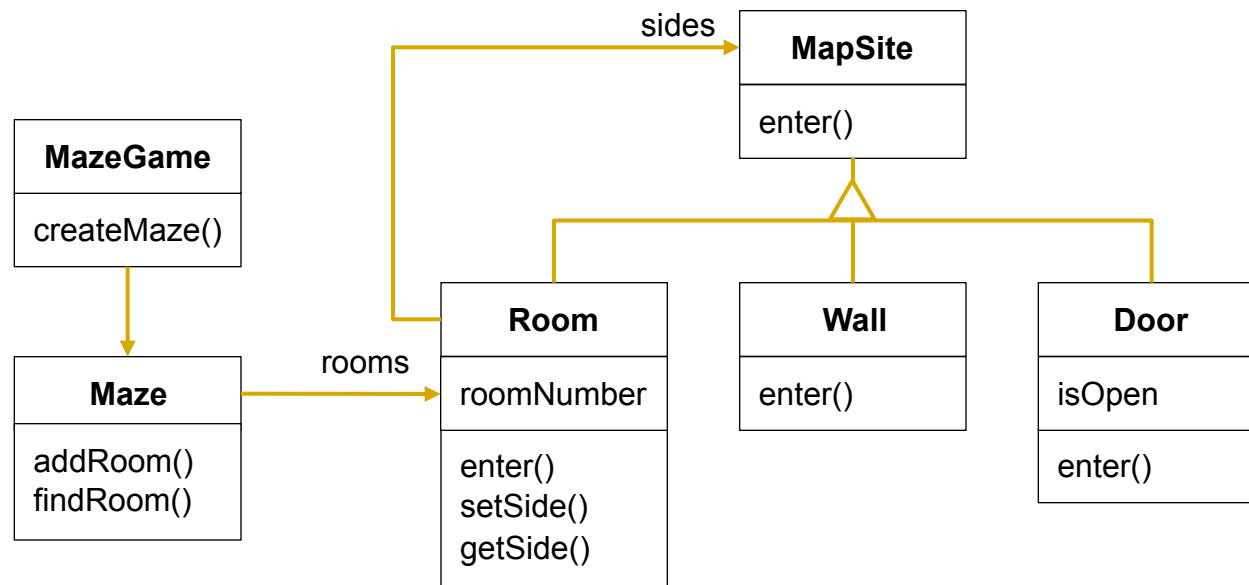 sides
MapSite
enter()
MazeGame
createMaze()
Maze
addRoom()
findRoom()
rooms
Room
roomNumber
enter()
setSide()
getSide()
Wall
enter()
Door
isOpen
enter()